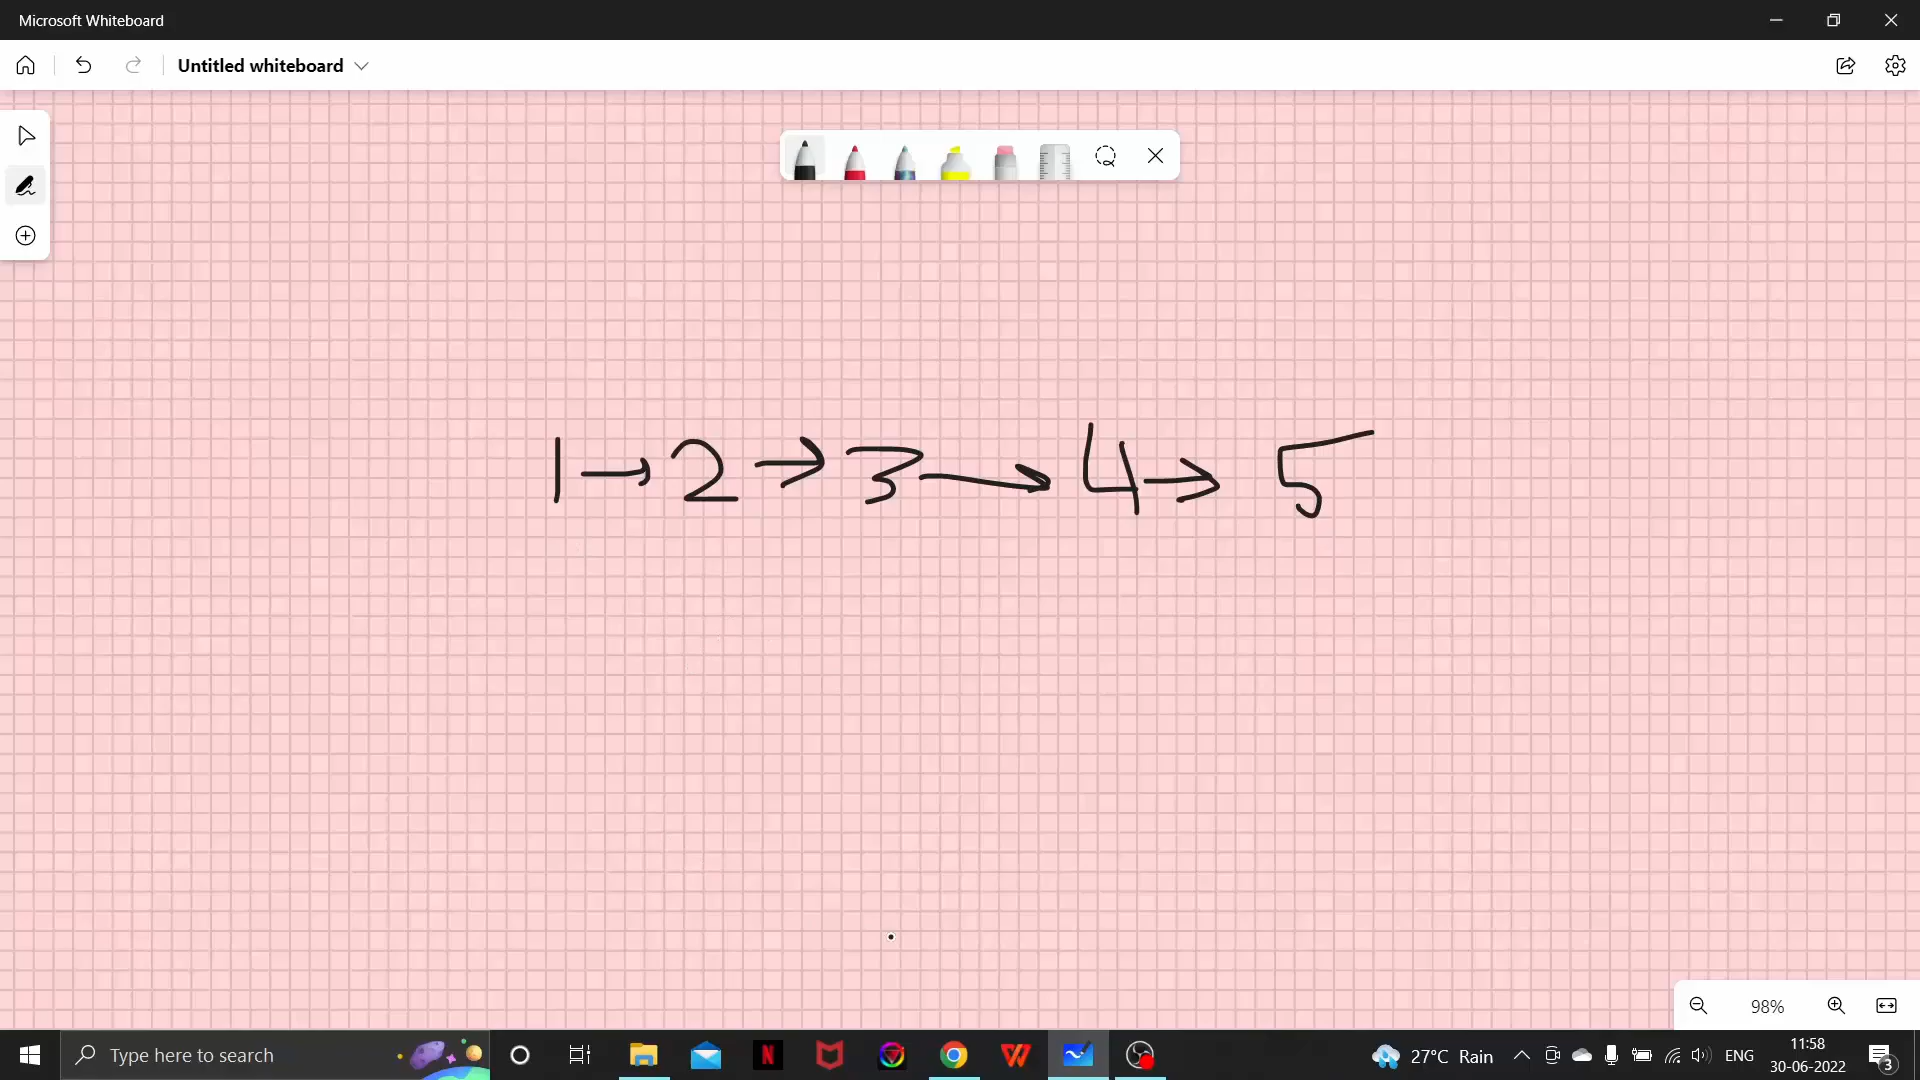 Microsoft Whiteboard
Untitled whiteboard
1 → 2 → 3 → 4 → 5
98%
Type here to search
27°C Rain
ENG
11:58
30-06-2022
3